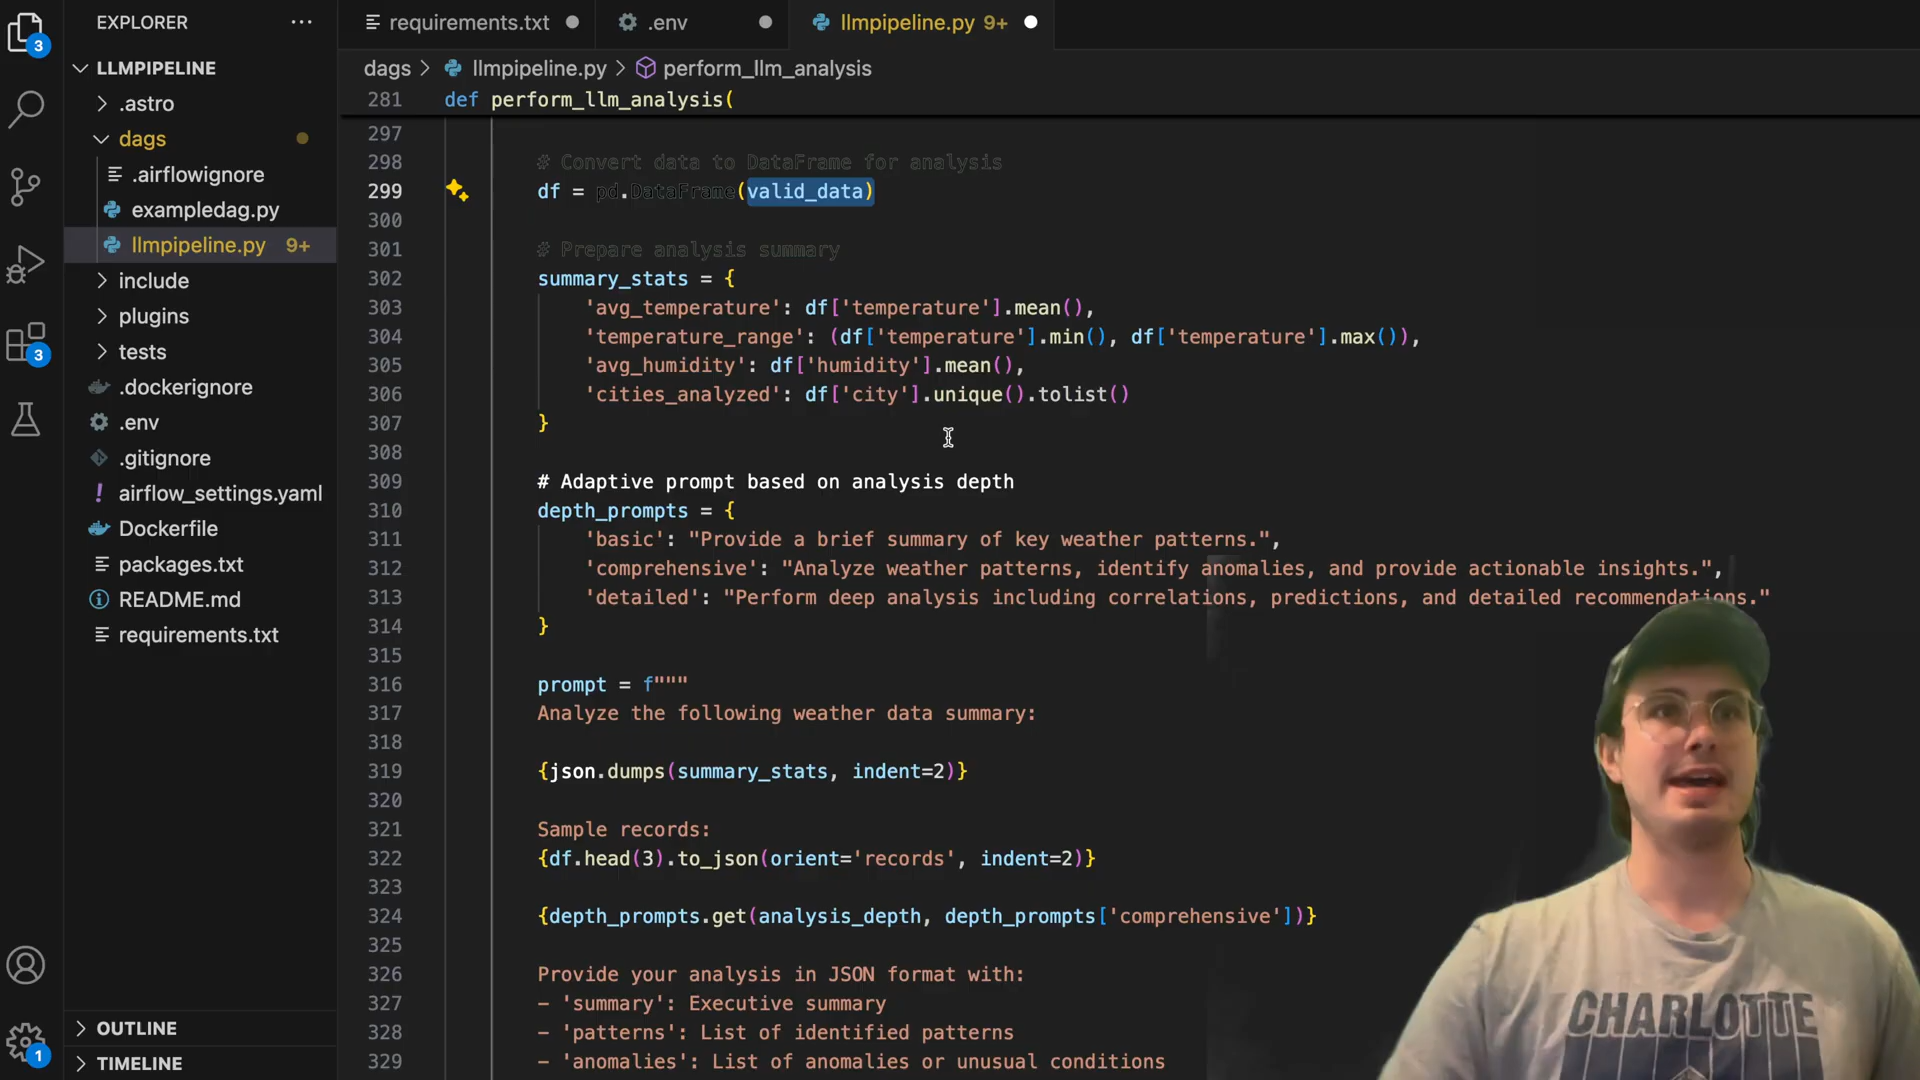 EXPLORER
LLMPIPELINE
.astro
dags
.airflowignore
exampledag.py
llmpipeline.py 9+
include
plugins
tests
.dockerignore
.env
.gitignore
airflow_settings.yaml
Dockerfile
packages.txt
README.md
requirements.txt
OUTLINE
TIMELINE
3
3
1
requirements.txt
.env
llmpipeline.py 9+
dags > llmpipeline.py > perform_llm_analysis
281 def perform_llm_analysis(
297
298 # Convert data to DataFrame for analysis
299 df = pd.DataFrame(valid_data)
300
301 # Prepare analysis summary
302 summary_stats = {
303 'avg_temperature': df['temperature'].mean(),
304 'temperature_range': (df['temperature'].min(), df['temperature'].max()),
305 'avg_humidity': df['humidity'].mean(),
306 'cities_analyzed': df['city'].unique().tolist()
307 }
308
309 # Adaptive prompt based on analysis depth
310 depth_prompts = {
311 'basic': "Provide a brief summary of key weather patterns.",
312 'comprehensive': "Analyze weather patterns, identify anomalies, and provide actionable insights.",
313 'detailed': "Perform deep analysis including correlations, predictions, and detailed recommendations."
314 }
315
316 prompt = f"""
317 Analyze the following weather data summary:
318
319 {json.dumps(summary_stats, indent=2)}
320
321 Sample records:
322 {df.head(3).to_json(orient='records', indent=2)}
323
324 {depth_prompts.get(analysis_depth, depth_prompts['comprehensive'])}
325
326 Provide your analysis in JSON format with:
327 - 'summary': Executive summary
328 - 'patterns': List of identified patterns
329 - 'anomalies': List of anomalies or unusual conditions
CHARLOTTE